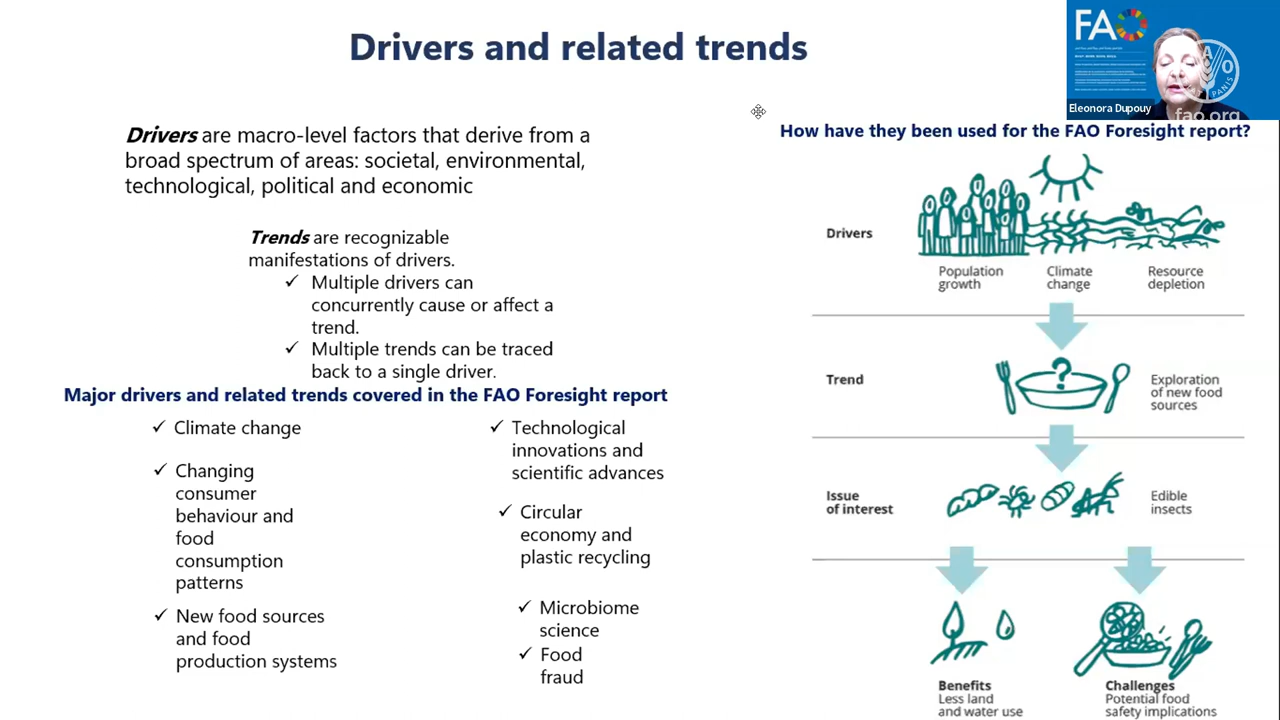 Drivers and related trends
FAO
Eleonora Dupouy
fao.org
Drivers are macro-level factors that derive from a
broad spectrum of areas: societal, environmental,
technological, political and economic
Trends are recognizable
manifestations of drivers.
✓ Multiple drivers can
concurrently cause or affect a
trend.
✓ Multiple trends can be traced
back to a single driver.
Major drivers and related trends covered in the FAO Foresight report
✓ Climate change
✓ Changing
consumer
behaviour and
food
consumption
patterns
✓ New food sources
and food
production systems
✓ Technological
innovations and
scientific advances
✓ Circular
economy and
plastic recycling
✓ Microbiome
science
✓ Food
fraud
How have they been used for the FAO Foresight report?
Drivers
Population
growth
Climate
change
Resource
depletion
Trend
?
Exploration
of new food
sources
Issue
of interest
Edible
insects
Benefits
Less land
and water use
Challenges
Potential food
safety implications